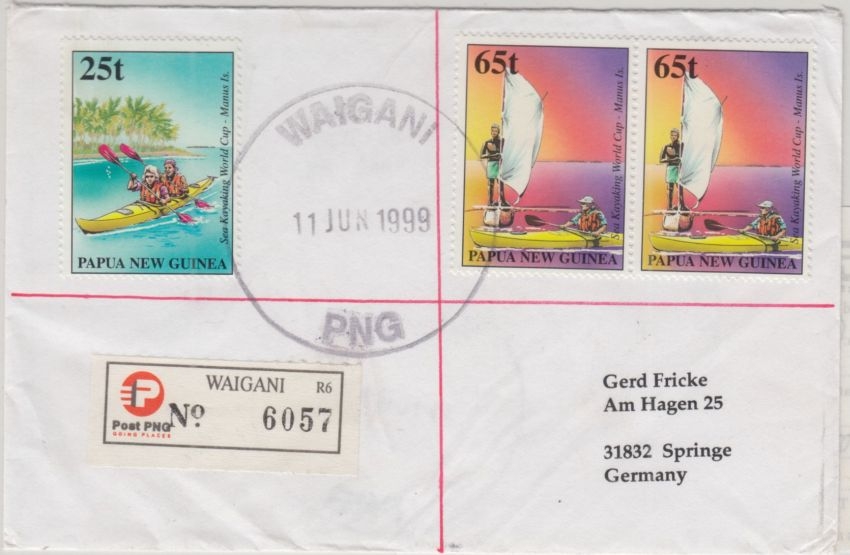 25t
Sea Kayaking World Cup - Manus Is.
PAPUA NEW GUINEA
WAIGANI
11 JUN 1999
PNG
65t
Sea Kayaking World Cup - Manus Is.
PAPUA NEW GUINEA
65t
Sea Kayaking World Cup - Manus Is.
PAPUA NEW GUINEA
WAIGANI R6
Post PNG
GOING PLACES
No 6057
Gerd Fricke
Am Hagen 25
31832 Springe
Germany